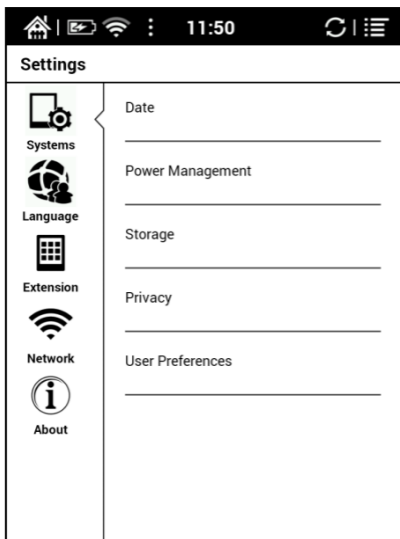 11:50
Settings
Systems
Language
Extension
Network
About
Date
Power Management
Storage
Privacy
User Preferences